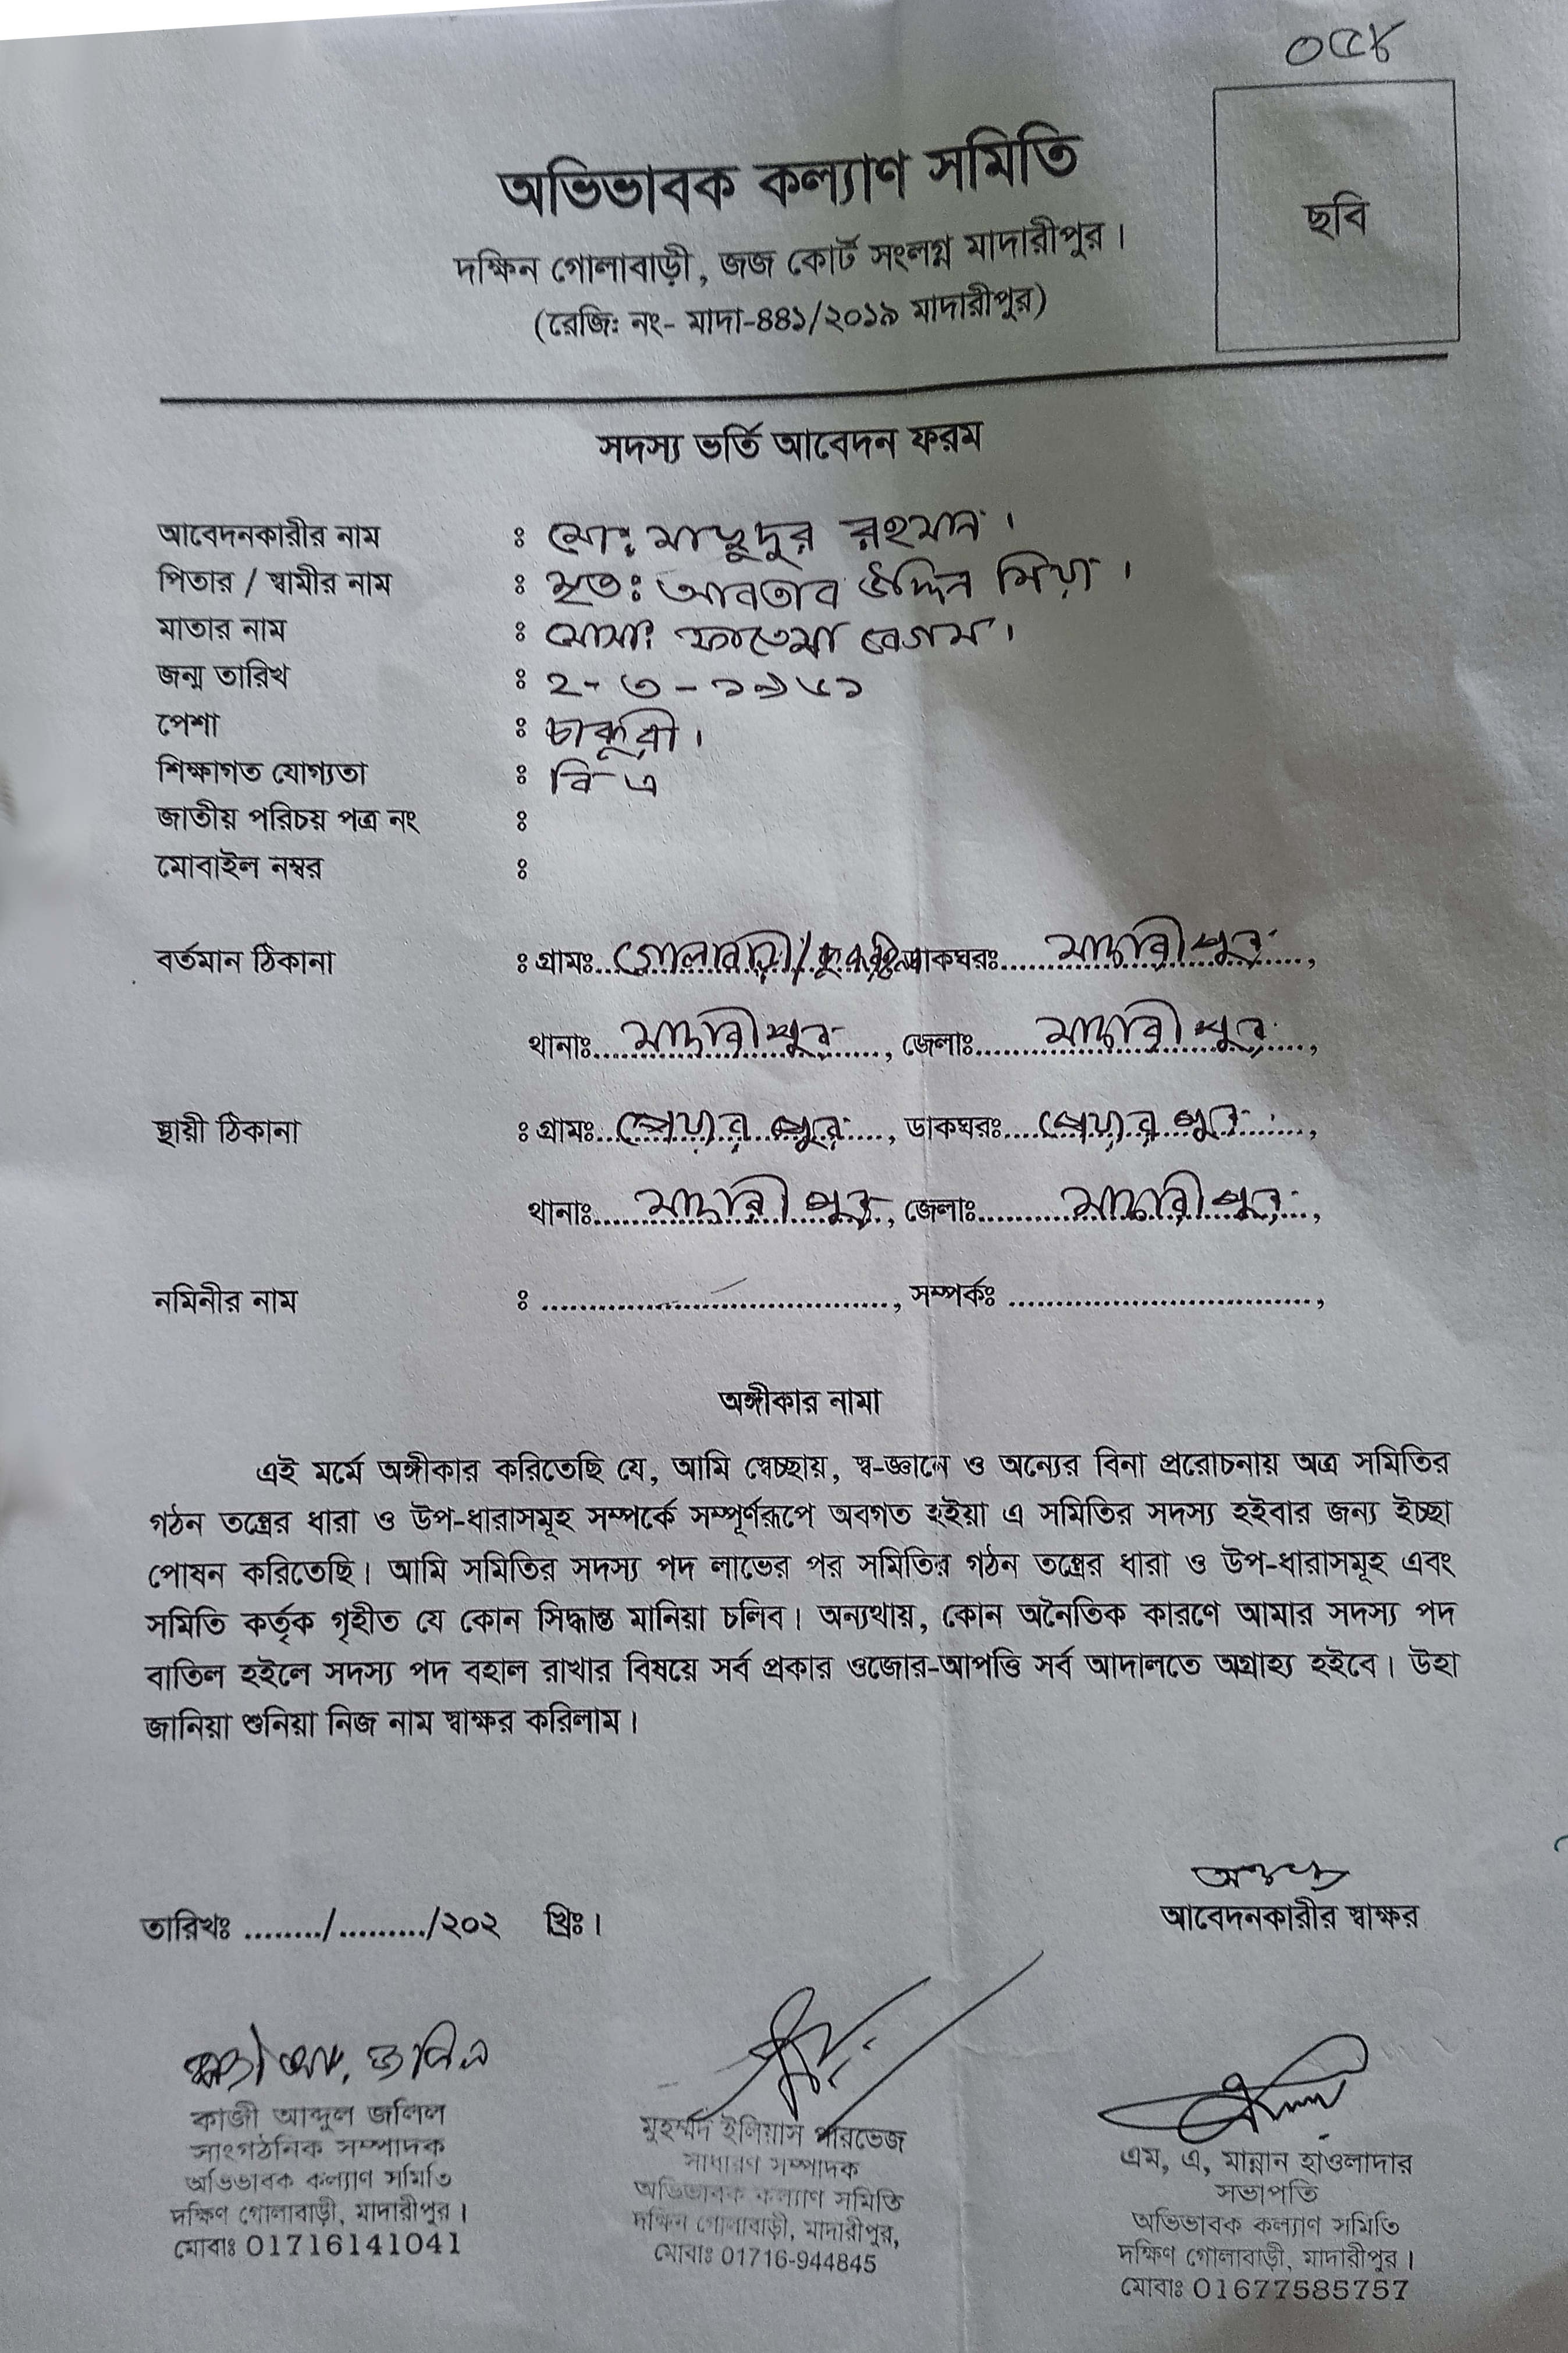 ০৫৪
অভিভাবক কল্যাণ সমিতি
দক্ষিন গোলাবাড়ী, জজ কোর্ট সংলগ্ন মাদারীপুর।
(রেজি: নং- মাদা-৪৪১/২০১৯ মাদারীপুর)
ছবি
সদস্য ভর্তি আবেদন ফরম
আবেদনকারীর নাম : মোঃ মাছুদুর রহমান।
পিতার / স্বামীর নাম : মৃতঃ আবতাব উদ্দিন মিয়া।
মাতার নাম : মোসাঃ ফাতেমা বেগম।
জন্ম তারিখ : ২-৩-১৯৬১
পেশা : চাকুরী।
শিক্ষাগত যোগ্যতা : বি এ
জাতীয় পরিচয় পত্র নং :
মোবাইল নম্বর :
বর্তমান ঠিকানা : গ্রামঃ গোলাবাড়ী/ ডাকঘরঃ মাদারীপুর,
থানাঃ মাদারীপুর, জেলাঃ মাদারীপুর,
স্থায়ী ঠিকানা : গ্রামঃ পেয়ারপুর, ডাকঘরঃ পেয়ারপুর,
থানাঃ মাদারীপুর, জেলাঃ মাদারীপুর,
নমিনীর নাম : ...................................., সম্পর্কঃ ................................,
অঙ্গীকার নামা
এই মর্মে অঙ্গীকার করিতেছি যে, আমি স্বেচ্ছায়, স্ব-জ্ঞানে ও অন্যের বিনা প্ররোচনায় অত্র সমিতির
গঠন তন্ত্রের ধারা ও উপ-ধারাসমূহ সম্পর্কে সম্পূর্ণরূপে অবগত হইয়া এ সমিতির সদস্য হইবার জন্য ইচ্ছা
পোষন করিতেছি। আমি সমিতির সদস্য পদ লাভের পর সমিতির গঠন তন্ত্রের ধারা ও উপ-ধারাসমূহ এবং
সমিতি কর্তৃক গৃহীত যে কোন সিদ্ধান্ত মানিয়া চলিব। অন্যথায়, কোন অনৈতিক কারণে আমার সদস্য পদ
বাতিল হইলে সদস্য পদ বহাল রাখার বিষয়ে সর্ব প্রকার ওজোর-আপত্তি সর্ব আদালতে অগ্রাহ্য হইবে। উহা
জানিয়া শুনিয়া নিজ নাম স্বাক্ষর করিলাম।
তারিখঃ ......../........./২০২ খ্রিঃ।
আবেদনকারীর স্বাক্ষর
কাজী আব্দুল জলিল
সাংগঠনিক সম্পাদক
অভিভাবক কল্যাণ সমিতি
দক্ষিণ গোলাবাড়ী, মাদারীপুর।
মোবাঃ 01716141041
মুহম্মদ ইলিয়াস পারভেজ
সাধারণ সম্পাদক
অভিভাবক কল্যাণ সমিতি
দক্ষিন গোলাবাড়ী, মাদারীপুর,
মোবাঃ 01716-944845
এম, এ, মান্নান হাওলাদার
সভাপতি
অভিভাবক কল্যাণ সমিতি
দক্ষিণ গোলাবাড়ী, মাদারীপুর।
মোবাঃ 01677585757